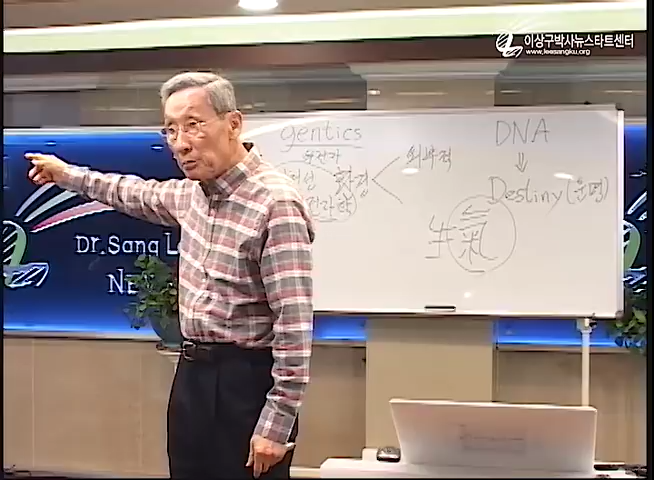 이상구박사뉴스타트센터
www.leesangku.org
gentics
유전자
환경
외부적
DNA
⇓
Destiny (운명)
生氣
Dr. Sang L
NE